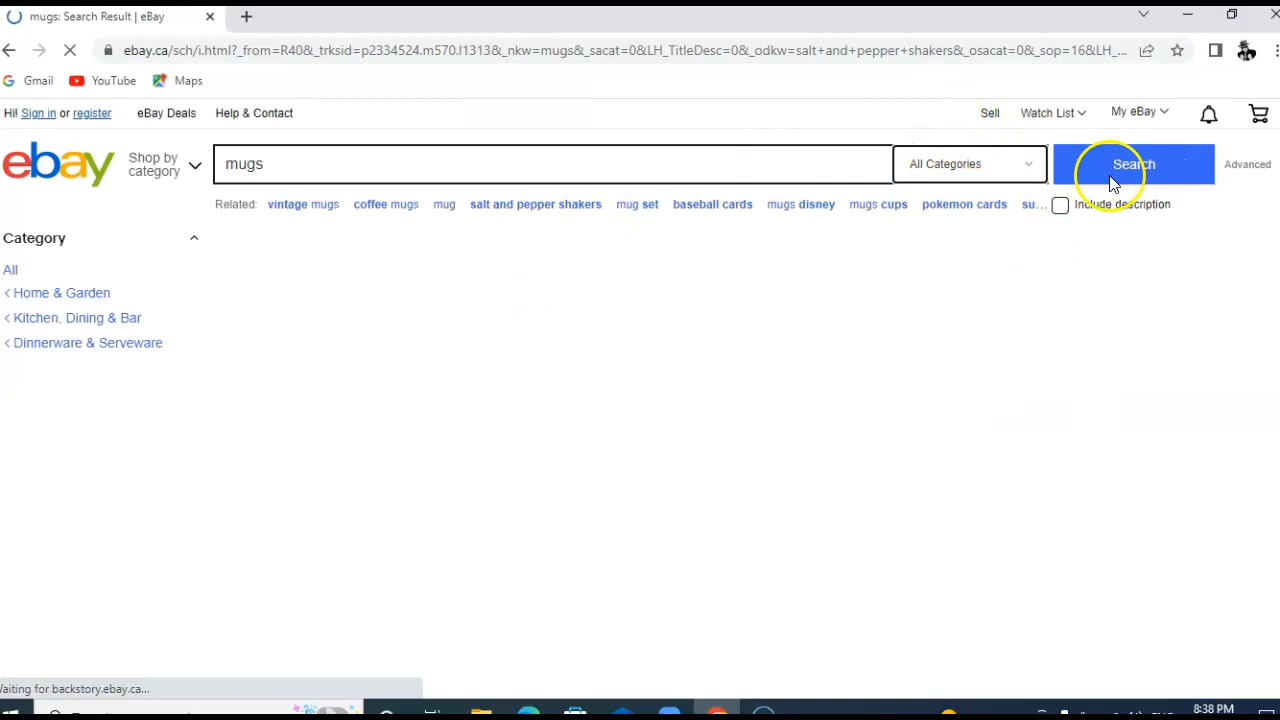 mugs: Search Result | eBay
ebay.ca/sch/i.html?_from=R40&_trksid=p2334524.m570.l1313&_nkw=mugs&_sacat=0&LH_TitleDesc=0&_odkw=salt+and+pepper+shakers&_osacat=0&_sop=16&LH_...
Gmail YouTube Maps
Hi! Sign in or register eBay Deals Help & Contact Sell Watch List My eBay
ebay Shop by category mugs All Categories Search Advanced
Related: vintage mugs coffee mugs mug salt and pepper shakers mug set baseball cards mugs disney mugs cups pokemon cards su... Include description
Category
All
< Home & Garden
< Kitchen, Dining & Bar
< Dinnerware & Serveware
Waiting for backstory.ebay.ca...
8:38 PM